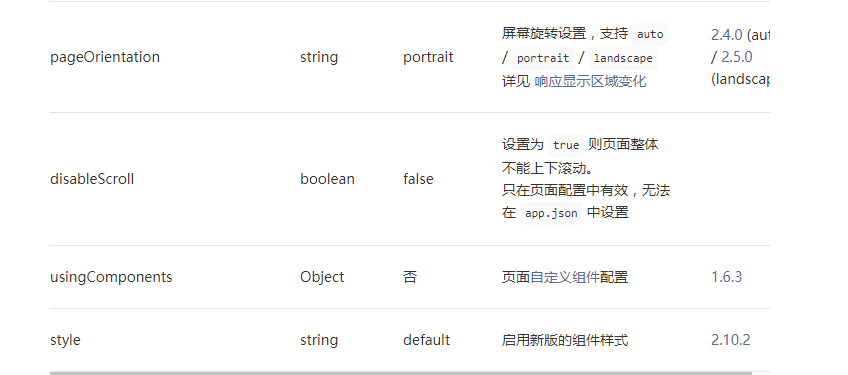 屏幕旋转设置，支持 auto
2.4.0 (aut
pageOrientation string portrait / portrait / landscape / 2.5.0
详见 响应显示区域变化 (landscap
设置为 true 则页面整体
不能上下滚动。
disableScroll boolean false
只在页面配置中有效，无法
在 app.json 中设置
usingComponents Object 否 页面自定义组件配置 1.6.3
style string default 启用新版的组件样式 2.10.2